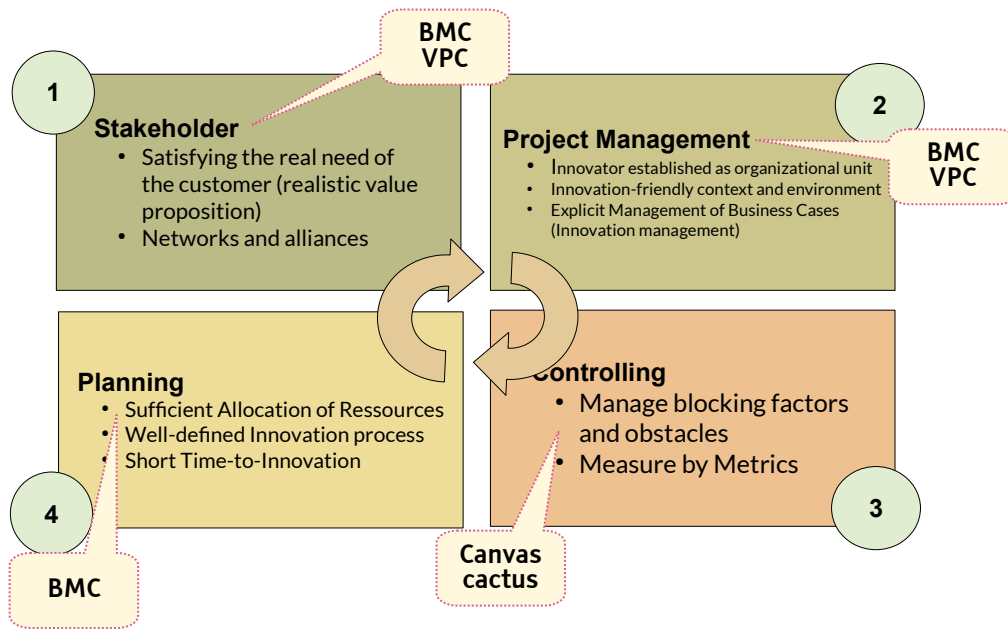 BMC
VPC
1
Stakeholder
• Satisfying the real need of
the customer (realistic value
proposition)
• Networks and alliances
2
Project Management
• Innovator established as organizational unit
• Innovation-friendly context and environment
• Explicit Management of Business Cases
(Innovation management)
BMC
VPC
Planning
• Sufficient Allocation of Ressources
• Well-defined Innovation process
• Short Time-to-Innovation
4
BMC
Controlling
• Manage blocking factors
and obstacles
• Measure by Metrics
3
Canvas
cactus